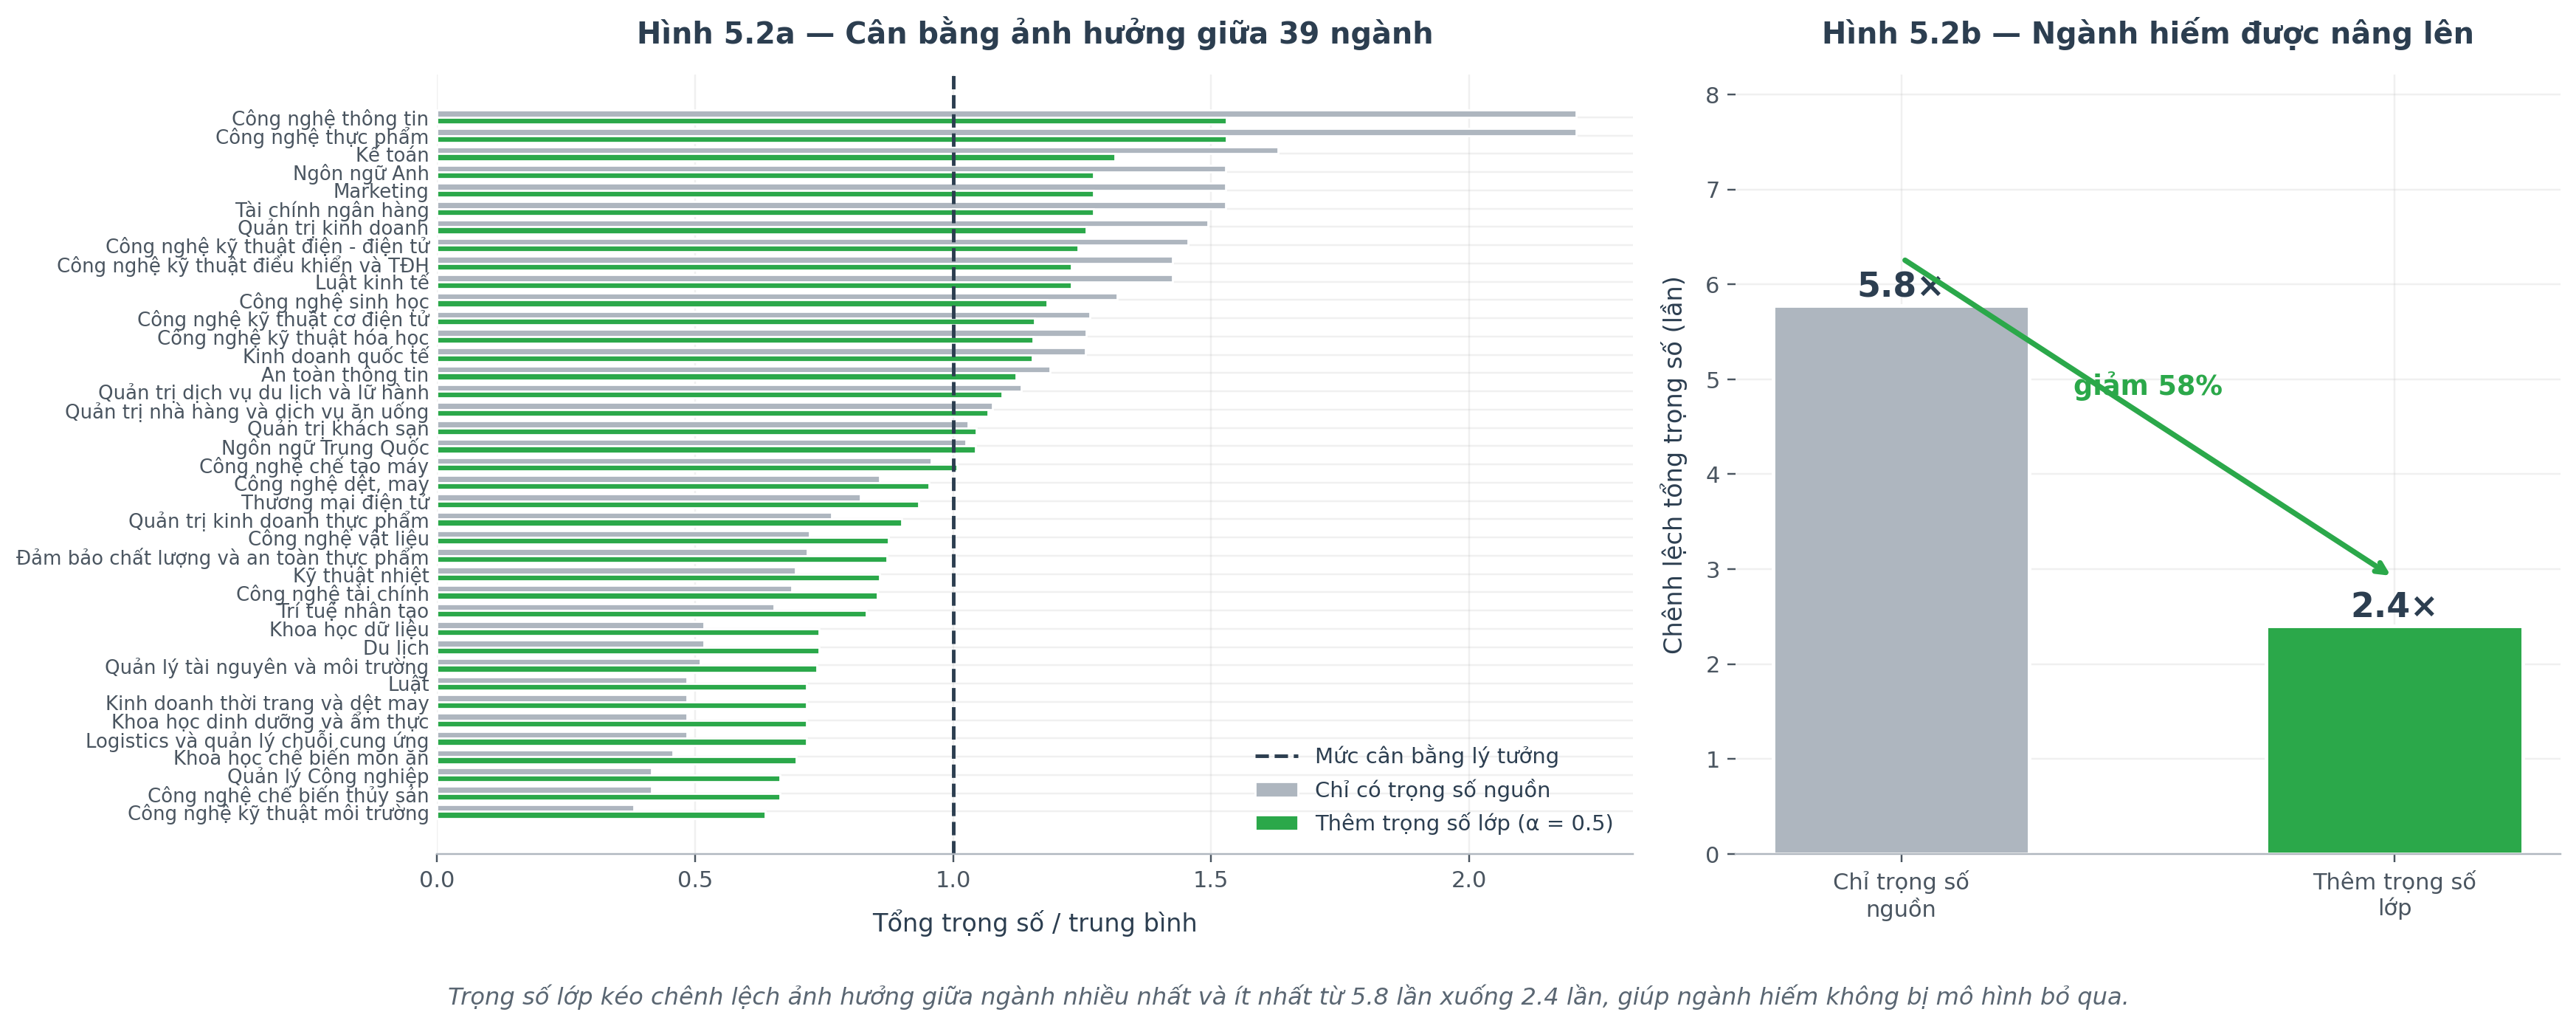 Hình 5.2a — Cân bằng ảnh hưởng giữa 39 ngành
Công nghệ thông tin
Công nghệ thực phẩm
Kế toán
Ngôn ngữ Anh
Marketing
Tài chính ngân hàng
Quản trị kinh doanh
Công nghệ kỹ thuật điện - điện tử
Công nghệ kỹ thuật điều khiển và TĐH
Luật kinh tế
Công nghệ sinh học
Công nghệ kỹ thuật cơ điện tử
Công nghệ kỹ thuật hóa học
Kinh doanh quốc tế
An toàn thông tin
Quản trị dịch vụ du lịch và lữ hành
Quản trị nhà hàng và dịch vụ ăn uống
Quản trị khách sạn
Ngôn ngữ Trung Quốc
Công nghệ chế tạo máy
Công nghệ dệt, may
Thương mại điện tử
Quản trị kinh doanh thực phẩm
Công nghệ vật liệu
Đảm bảo chất lượng và an toàn thực phẩm
Kỹ thuật nhiệt
Công nghệ tài chính
Trí tuệ nhân tạo
Khoa học dữ liệu
Du lịch
Quản lý tài nguyên và môi trường
Luật
Kinh doanh thời trang và dệt may
Khoa học dinh dưỡng và ẩm thực
Logistics và quản lý chuỗi cung ứng
Khoa học chế biến món ăn
Quản lý Công nghiệp
Công nghệ chế biến thủy sản
Công nghệ kỹ thuật môi trường
0.0 0.5 1.0 1.5 2.0
Tổng trọng số / trung bình
Mức cân bằng lý tưởng
Chỉ có trọng số nguồn
Thêm trọng số lớp (α = 0.5)
Hình 5.2b — Ngành hiếm được nâng lên
Chênh lệch tổng trọng số (lần)
8
7
6
5
4
3
2
1
0
5.8×
giảm 58%
2.4×
Chỉ trọng số
nguồn
Thêm trọng số
lớp
Trọng số lớp kéo chênh lệch ảnh hưởng giữa ngành nhiều nhất và ít nhất từ 5.8 lần xuống 2.4 lần, giúp ngành hiếm không bị mô hình bỏ qua.